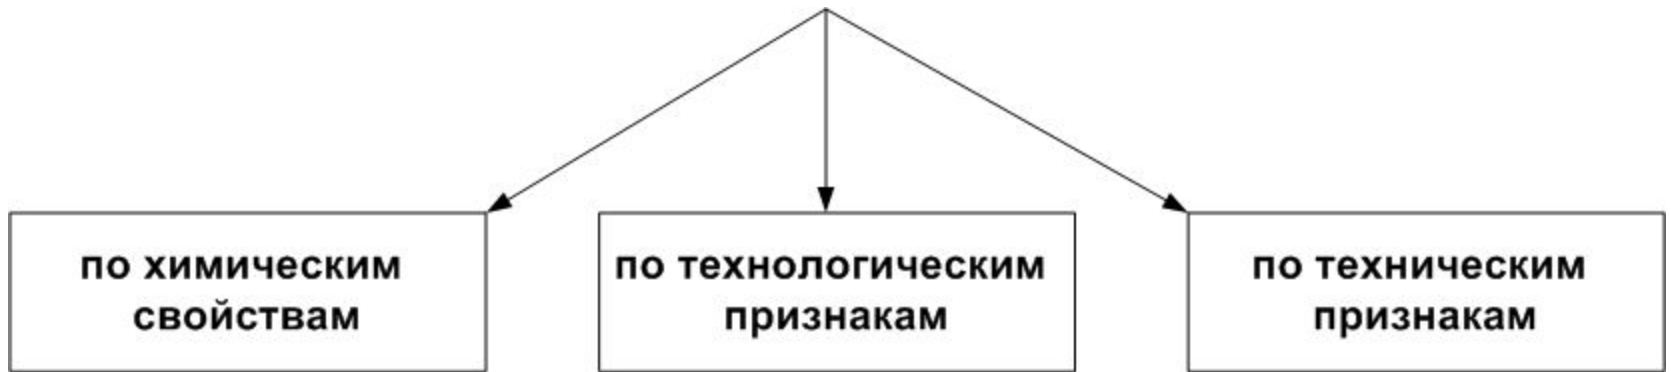 по химическим
свойствам
по технологическим
признакам
по техническим
признакам